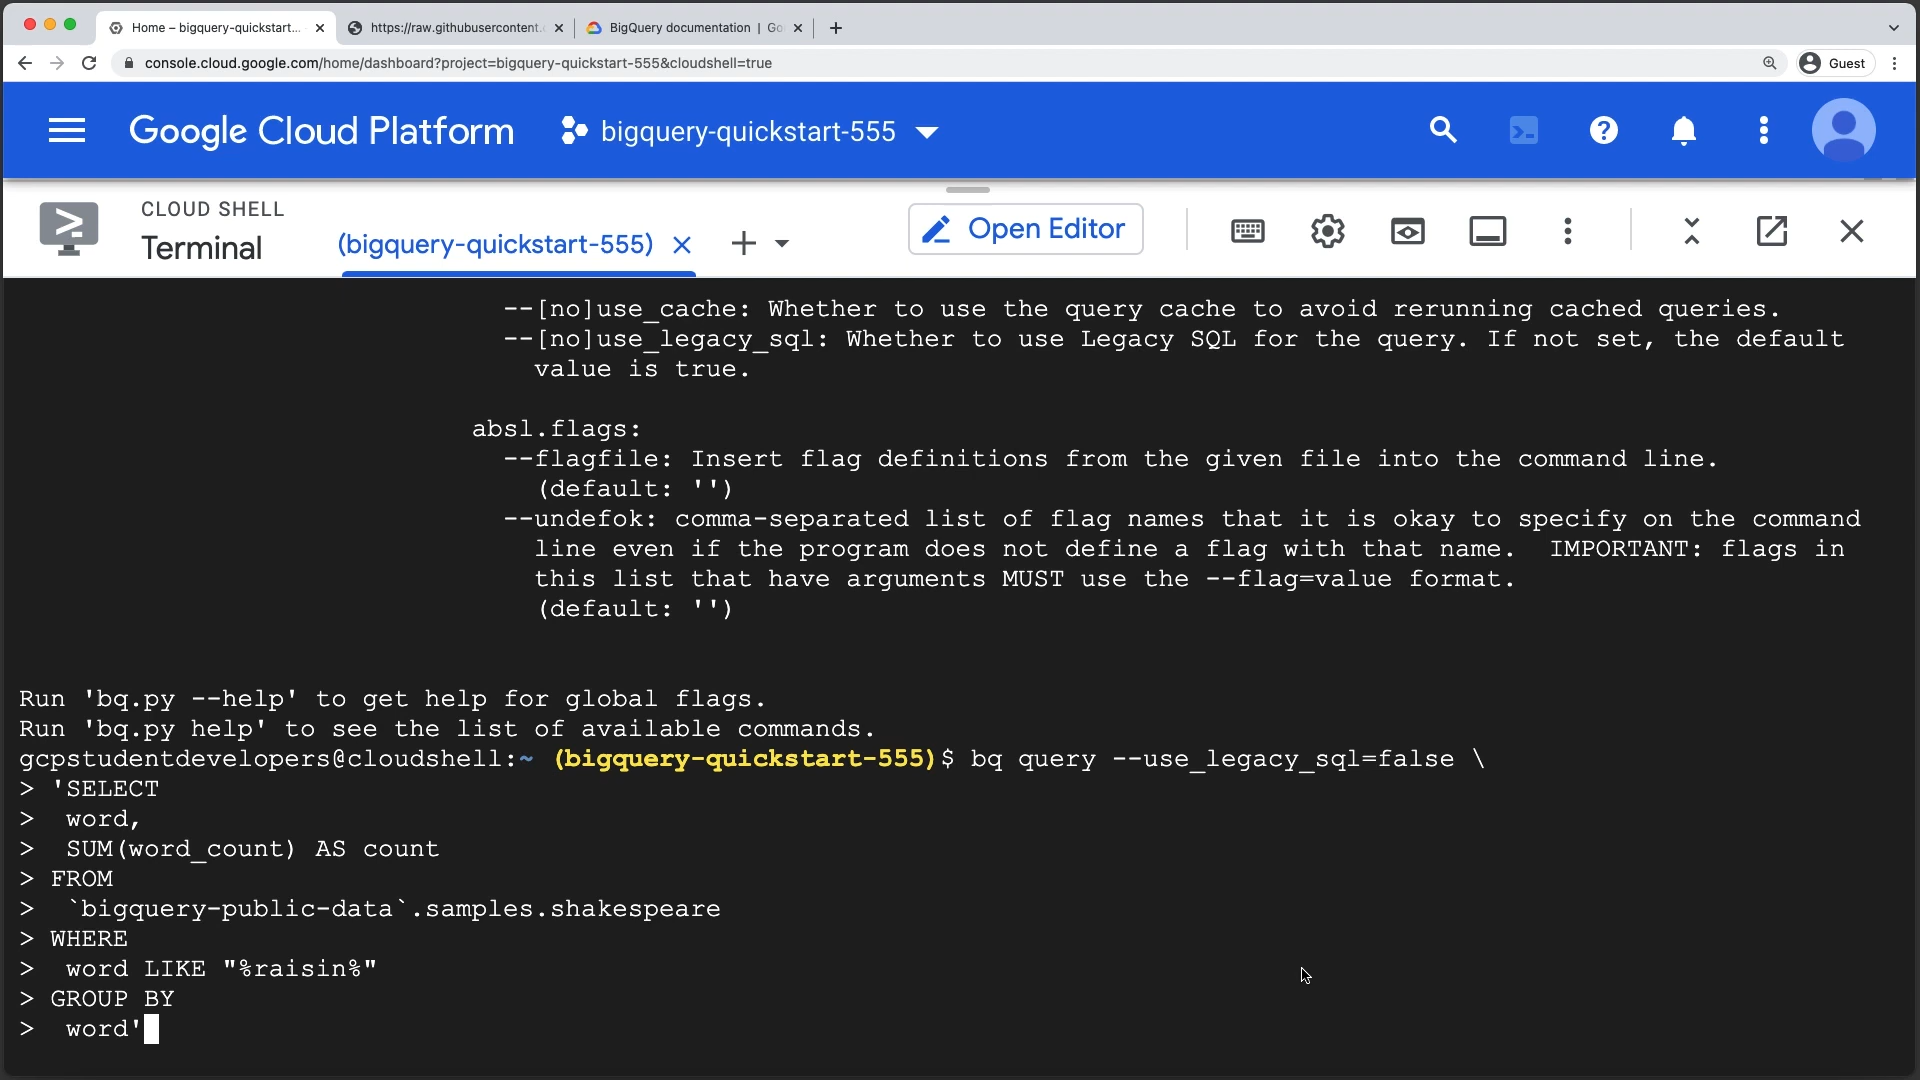 Home – bigquery-quickstart...
https://raw.githubusercontent.
BigQuery documentation | Go
console.cloud.google.com/home/dashboard?project=bigquery-quickstart-555&cloudshell=true
Guest
Google Cloud Platform
bigquery-quickstart-555
CLOUD SHELL
Terminal
(bigquery-quickstart-555)
Open Editor
--[no]use_cache: Whether to use the query cache to avoid rerunning cached queries.
--[no]use_legacy_sql: Whether to use Legacy SQL for the query. If not set, the default
value is true.
absl.flags:
--flagfile: Insert flag definitions from the given file into the command line.
(default: '')
--undefok: comma-separated list of flag names that it is okay to specify on the command
line even if the program does not define a flag with that name.  IMPORTANT: flags in
this list that have arguments MUST use the --flag=value format.
(default: '')
Run 'bq.py --help' to get help for global flags.
Run 'bq.py help' to see the list of available commands.
gcpstudentdevelopers@cloudshell:~ (bigquery-quickstart-555)$ bq query --use_legacy_sql=false \
> 'SELECT
>  word,
>  SUM(word_count) AS count
> FROM
>  `bigquery-public-data`.samples.shakespeare
> WHERE
>  word LIKE "%raisin%"
> GROUP BY
>  word'